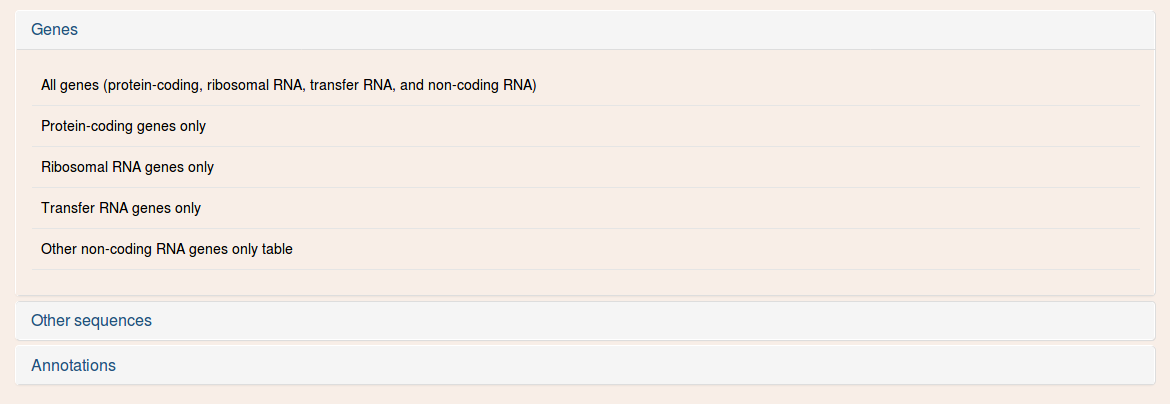 Genes
All genes (protein-coding, ribosomal RNA, transfer RNA, and non-coding RNA)
Protein-coding genes only
Ribosomal RNA genes only
Transfer RNA genes only
Other non-coding RNA genes only table
Other sequences
Annotations